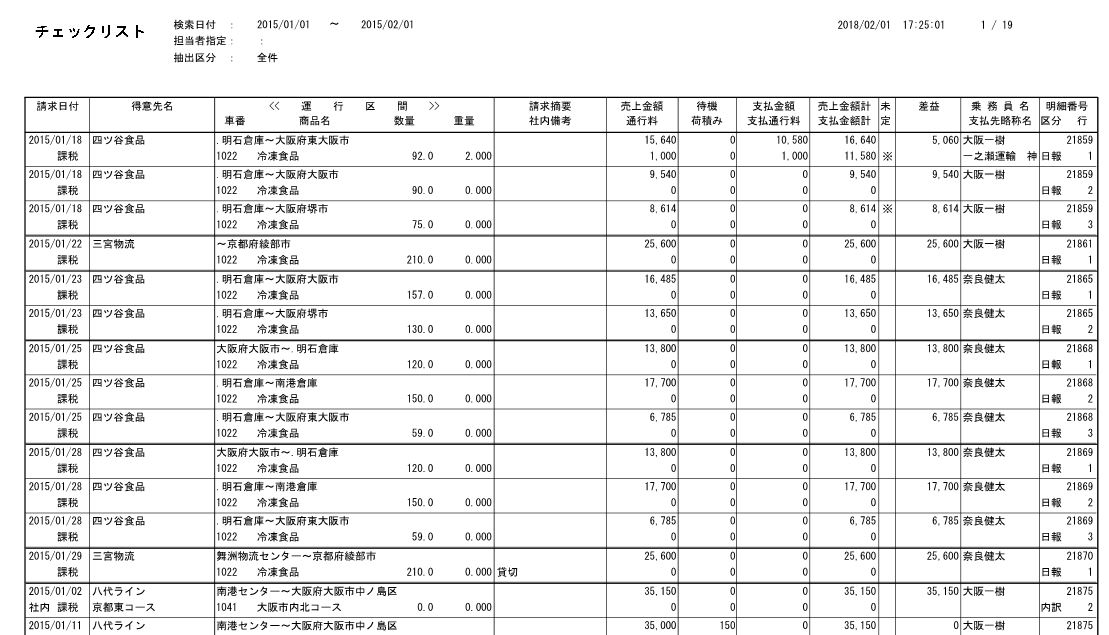 チェックリスト
検索日付 : 2015/01/01 ～ 2015/02/01 2018/02/01 17:25:01 1 / 19
担当者指定 : :
抽出区分 : 全件
請求日付 得意先名 << 運 行 区 間 >> 請求摘要 売上金額 待機 支払金額 売上金額計 未 差益 乗 務 員 名 明細番号
車番 商品名 数量 重量 社内備考 通行料 荷積み 支払通行料 支払金額計 定 支払先略称名 区分 行
2015/01/18 四ツ谷食品 . 明石倉庫～大阪府東大阪市 15,640 0 10,580 16,640 5,060 大阪一樹 21859
課税 1022 冷凍食品 92.0 2.000 1,000 0 1,000 11,580 ※ 一之瀬運輸 神 日報 1
2015/01/18 四ツ谷食品 . 明石倉庫～大阪府大阪市 9,540 0 0 9,540 9,540 大阪一樹 21859
課税 1022 冷凍食品 90.0 0.000 0 0 0 0 日報 2
2015/01/18 四ツ谷食品 . 明石倉庫～大阪府堺市 8,614 0 0 8,614 ※ 8,614 大阪一樹 21859
課税 1022 冷凍食品 75.0 0.000 0 0 0 0 日報 3
2015/01/22 三宮物流 ～京都府綾部市 25,600 0 0 25,600 25,600 大阪一樹 21861
課税 1022 冷凍食品 210.0 0.000 0 0 0 0 日報 1
2015/01/23 四ツ谷食品 . 明石倉庫～大阪府大阪市 16,485 0 0 16,485 16,485 奈良健太 21865
課税 1022 冷凍食品 157.0 0.000 0 0 0 0 日報 1
2015/01/23 四ツ谷食品 . 明石倉庫～大阪府堺市 13,650 0 0 13,650 13,650 奈良健太 21865
課税 1022 冷凍食品 130.0 0.000 0 0 0 0 日報 2
2015/01/25 四ツ谷食品 大阪府大阪市～. 明石倉庫 13,800 0 0 13,800 13,800 奈良健太 21868
課税 1022 冷凍食品 120.0 0.000 0 0 0 0 日報 1
2015/01/25 四ツ谷食品 . 明石倉庫～南港倉庫 17,700 0 0 17,700 17,700 奈良健太 21868
課税 1022 冷凍食品 150.0 0.000 0 0 0 0 日報 2
2015/01/25 四ツ谷食品 . 明石倉庫～大阪府東大阪市 6,785 0 0 6,785 6,785 奈良健太 21868
課税 1022 冷凍食品 59.0 0.000 0 0 0 0 日報 3
2015/01/28 四ツ谷食品 大阪府大阪市～. 明石倉庫 13,800 0 0 13,800 13,800 奈良健太 21869
課税 1022 冷凍食品 120.0 0.000 0 0 0 0 日報 1
2015/01/28 四ツ谷食品 . 明石倉庫～南港倉庫 17,700 0 0 17,700 17,700 奈良健太 21869
課税 1022 冷凍食品 150.0 0.000 0 0 0 0 日報 2
2015/01/28 四ツ谷食品 . 明石倉庫～大阪府東大阪市 6,785 0 0 6,785 6,785 奈良健太 21869
課税 1022 冷凍食品 59.0 0.000 0 0 0 0 日報 3
2015/01/29 三宮物流 舞洲物流センター～京都府綾部市 25,600 0 0 25,600 25,600 奈良健太 21870
課税 1022 冷凍食品 210.0 0.000 貸切 0 0 0 0 日報 1
2015/01/02 八代ライン 南港センター～大阪府大阪市中ノ島区 35,150 0 0 35,150 35,150 大阪一樹 21875
社内 課税 京都東コース 1041 大阪市内北コース 0.0 0.000 0 0 0 0 内訳 2
2015/01/11 八代ライン 南港センター～大阪府大阪市中ノ島区 35,000 150 0 35,150 0 大阪一樹 21875